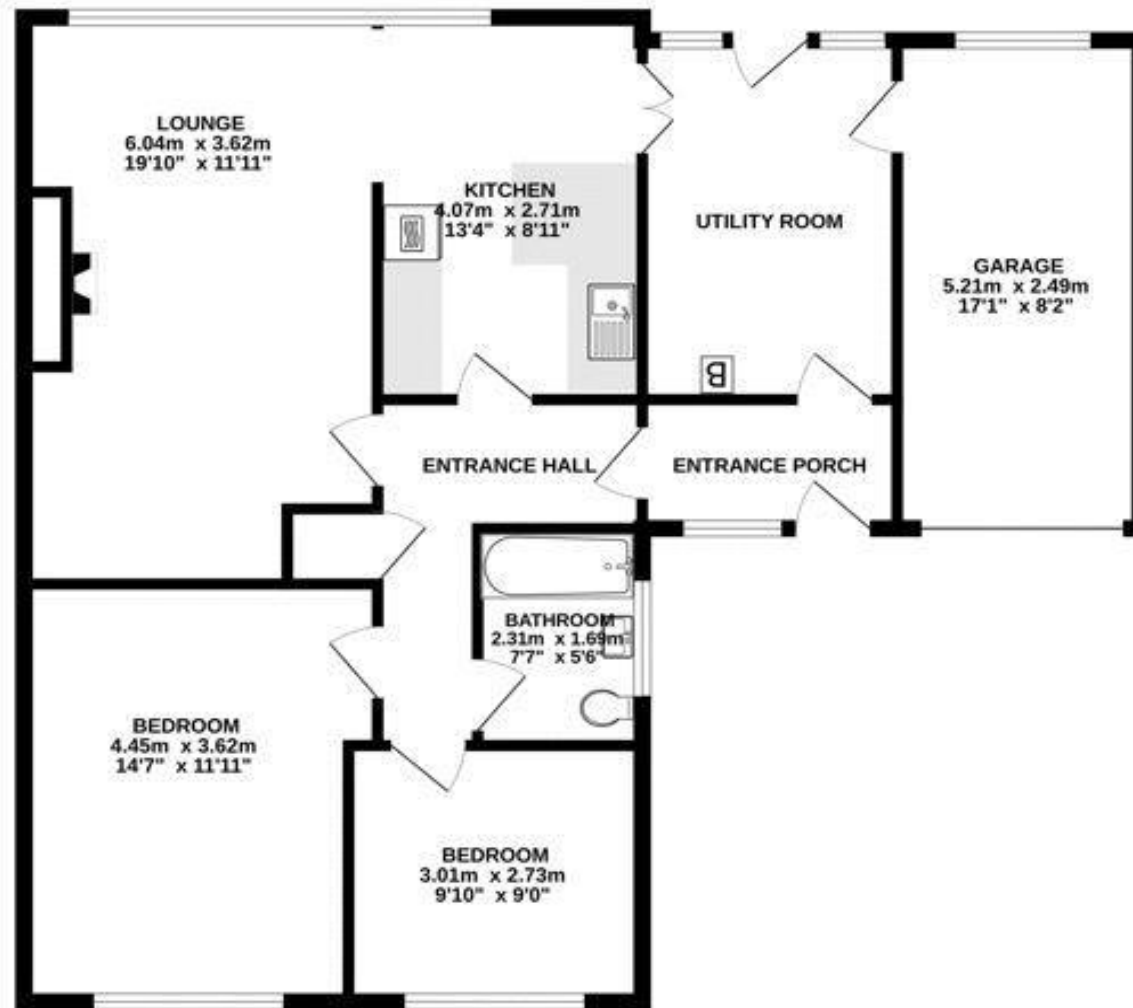 LOUNGE
6.04m x 3.62m
19'10" x 11'11"
KITCHEN
4.07m x 2.71m
13'4" x 8'11"
UTILITY ROOM
GARAGE
5.21m x 2.49m
17'1" x 8'2"
B
ENTRANCE HALL
ENTRANCE PORCH
BATHROOM
2.31m x 1.69m
7'7" x 5'6"
BEDROOM
4.45m x 3.62m
14'7" x 11'11"
BEDROOM
3.01m x 2.73m
9'10" x 9'0"